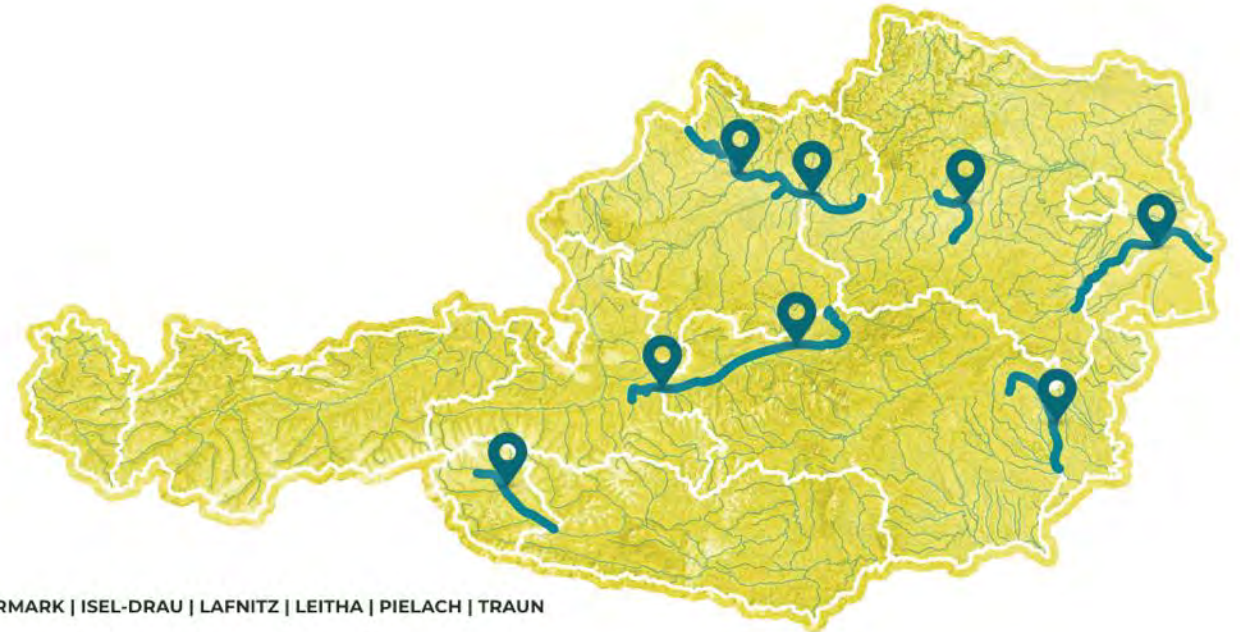 RMARK | ISEL-DRAU | LAFNITZ | LEITHA | PIELACH | TRAUN